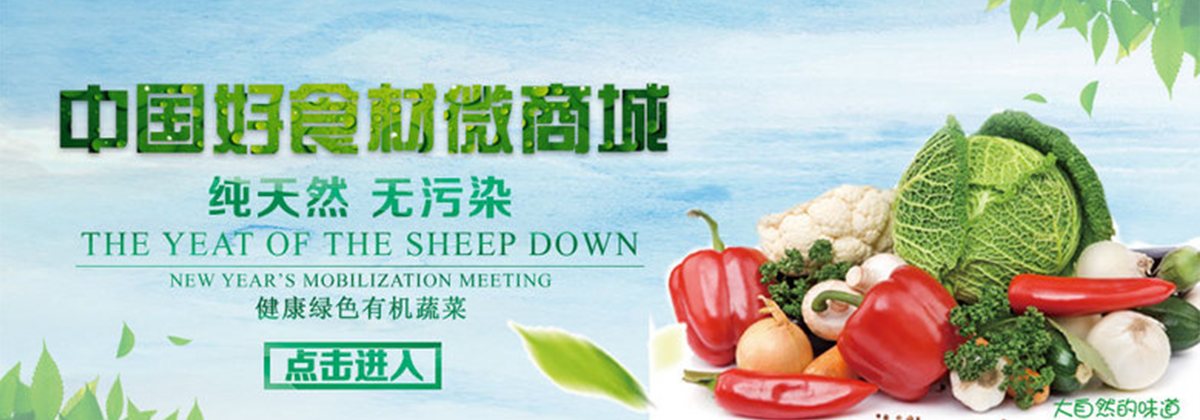 中国好食材微商城
纯天然 无污染
THE YEAT OF THE SHEEP DOWN
NEW YEAR'S MOBILIZATION MEETING
健康绿色有机蔬菜
点击进入
大自然的味道